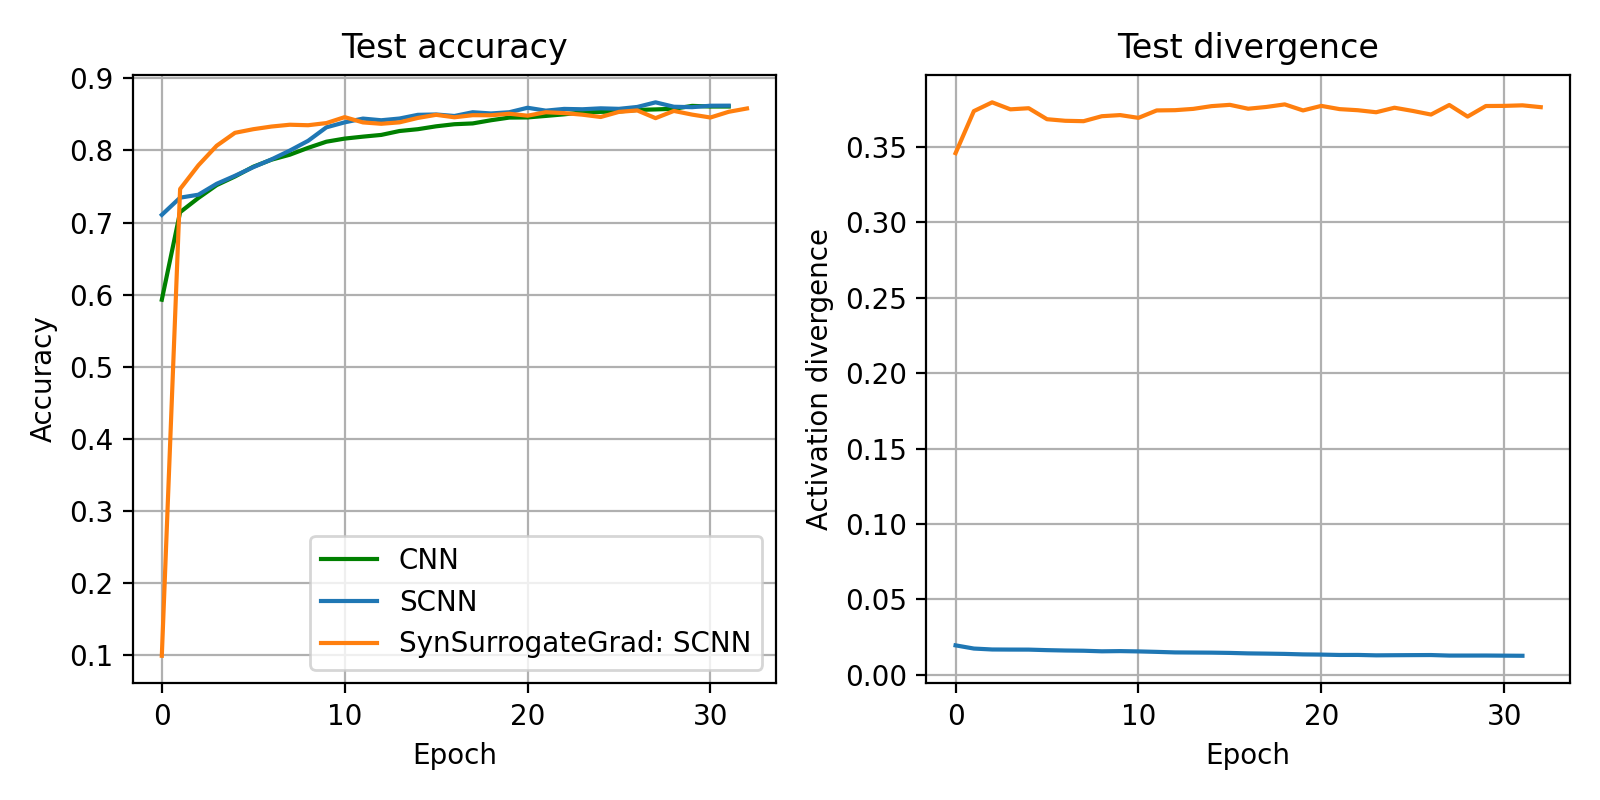 Test accuracy
0.9
0.8
0.7
0.6
0.5
0.4
0.3
0.2
0.1
Accuracy
0
10
20
30
Epoch
CNN
SCNN
SynSurrogateGrad: SCNN
Test divergence
0.35
0.30
0.25
0.20
0.15
0.10
0.05
0.00
Activation divergence
0
10
20
30
Epoch